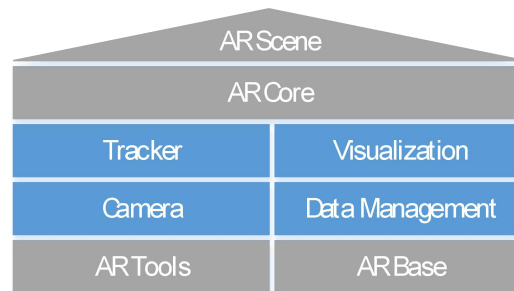 AR Scene
AR Core
Tracker Visualization
Camera Data Management
AR Tools AR Base